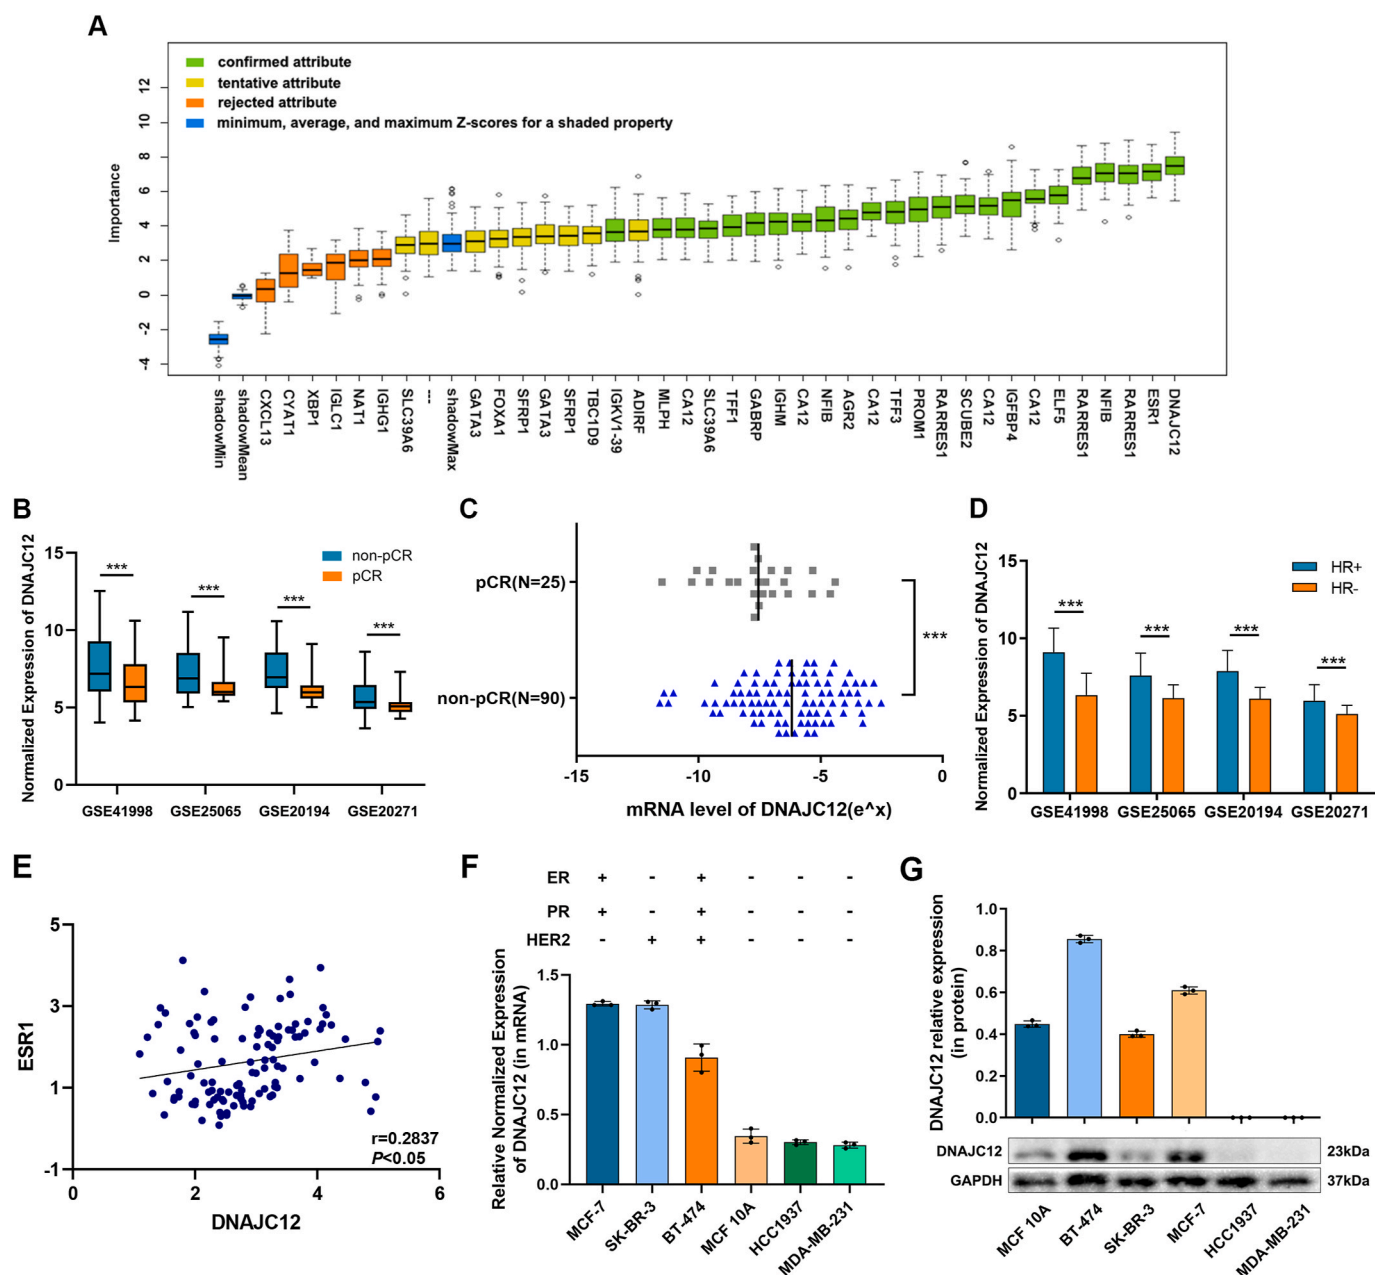 A
confirmed attribute
tentative attribute
rejected attribute
minimum, average, and maximum Z-scores for a shaded property
Importance
12
10
8
6
4
2
0
-2
-4
shadowMin
shadowMean
CXCL13
CYAT1
XBP1
IGLC1
NAT1
IGHG1
SLC39A6
---
shadowMax
GATA3
FOXA1
SFRP1
GATA3
SFRP1
TBC1D9
IGKV1-39
ADIRF
MLPH
CA12
SLC39A6
TFF1
GABRP
IGHM
CA12
NFIB
AGR2
CA12
TFF3
PROM1
RARRES1
SCUBE2
CA12
IGFBP4
CA12
ELF5
RARRES1
NFIB
RARRES1
ESR1
DNAJC12
B
Normalized Expression of DNAJC12
15
10
5
0
non-pCR
pCR
***
***
***
***
GSE41998 GSE25065 GSE20194 GSE20271
C
pCR(N=25)
non-pCR(N=90)
***
-15 -10 -5 0
mRNA level of DNAJC12(e^x)
D
Normalized Expression of DNAJC12
15
10
5
0
HR+
HR-
***
***
***
***
GSE41998 GSE25065 GSE20194 GSE20271
E
ESR1
5
3
1
-1
r=0.2837
P<0.05
0 2 4 6
DNAJC12
F
ER + - + - - -
PR + - + - - -
HER2 - + + - - -
Relative Normalized Expression
of DNAJC12 (in mRNA)
1.5
1.0
0.5
0.0
MCF-7
SK-BR-3
BT-474
MCF 10A
HCC1937
MDA-MB-231
G
DNAJC12 relative expression
(in protein)
1.0
0.8
0.6
0.4
0.2
0.0
DNAJC12 23kDa
GAPDH 37kDa
MCF 10A
BT-474
SK-BR-3
MCF-7
HCC1937
MDA-MB-231